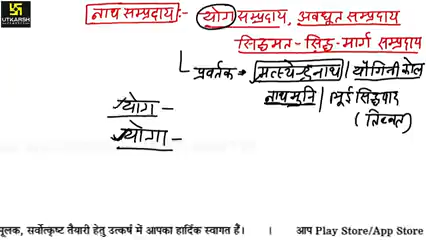 UTKARSH
नाथ सम्प्रदाय:- योग सम्प्रदाय, अवधूत सम्प्रदाय
सिद्धमत-सिद्ध-मार्ग सम्प्रदाय
प्रवर्तक → मत्स्येन्द्रनाथ / योगिनी कौल
नाथमुनि / लूई सिद्धपाद
(तिब्बत)
योग -
योगा -
मूलक, सर्वोत्कृष्ट तैयारी हेतु उत्कर्ष में आपका हार्दिक स्वागत हैं। । आप Play Store/App Store